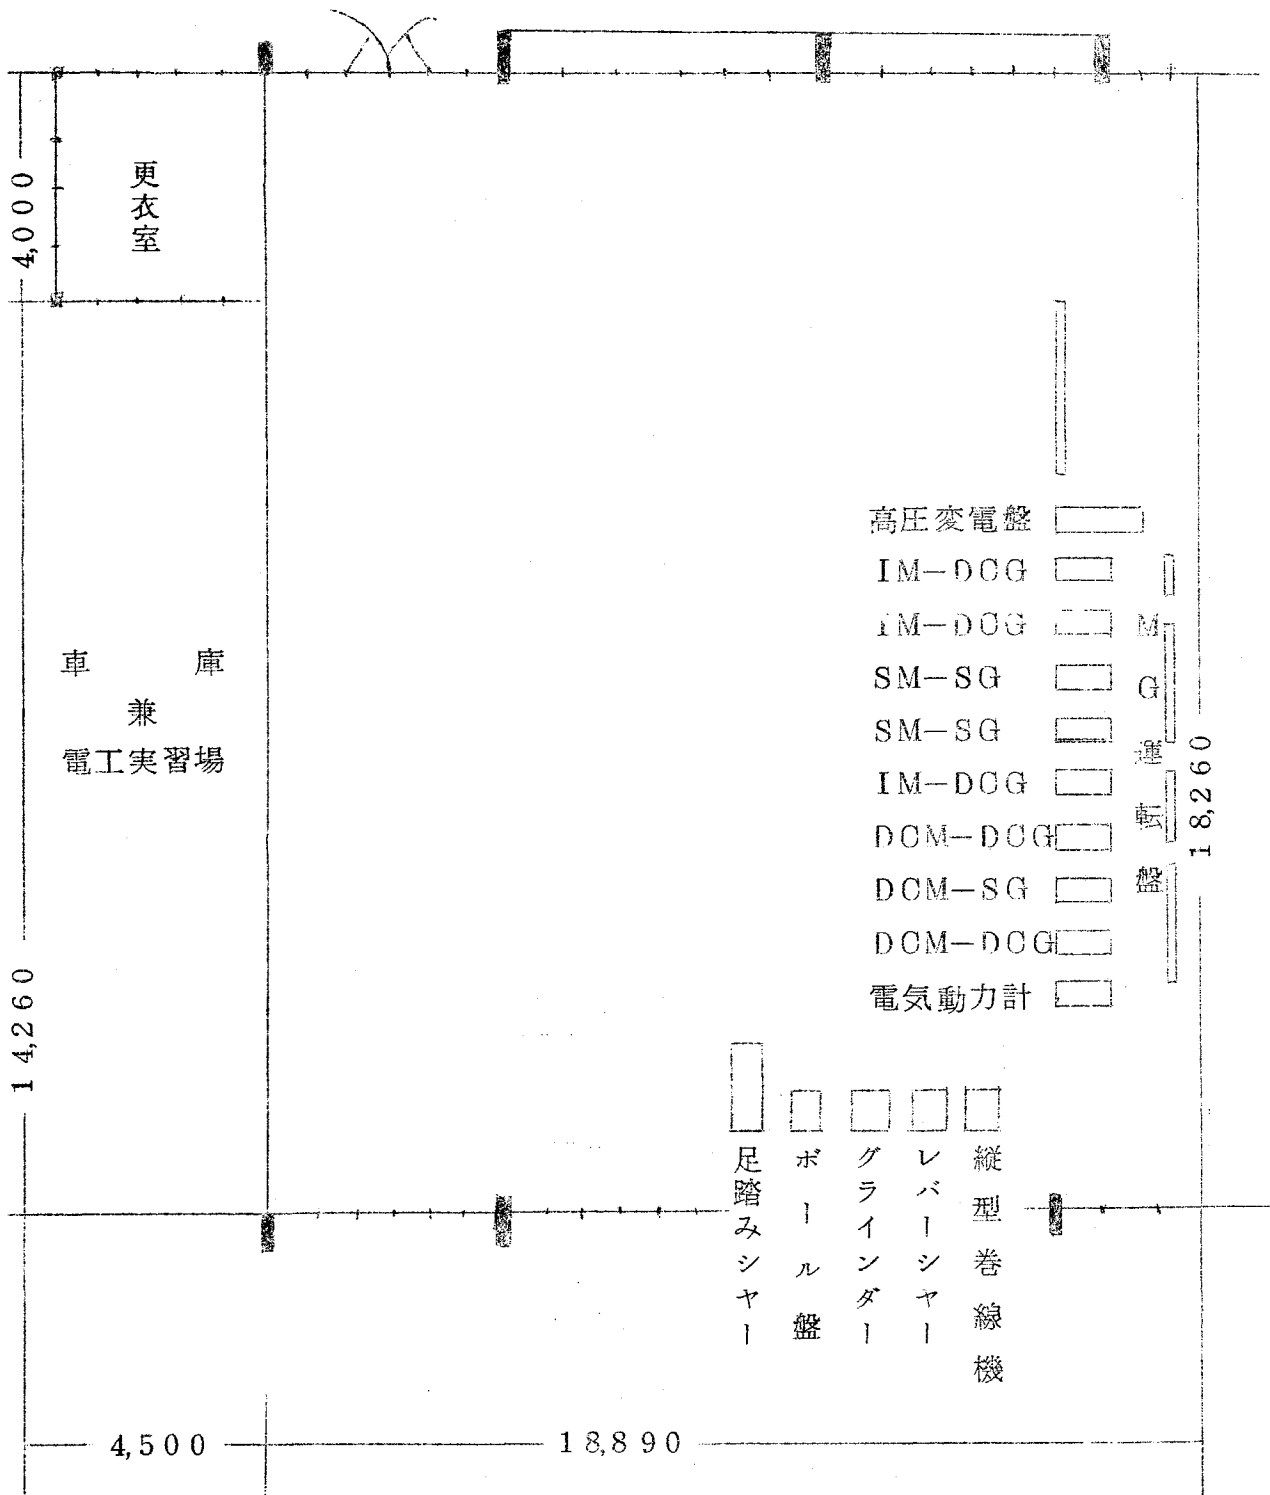 4,000
更衣室
14,260
車　庫
兼
電工実習場
高圧変電盤
IM−DCG
IM−DCG
SM−SG
SM−SG
IM−DCG
DCM−DCG
DCM−SG
DCM−DCG
電気動力計
MG運転盤
18,260
足踏みシヤー
ボール盤
グラインダー
レバーシヤー
縦型巻線機
4,500
18,890